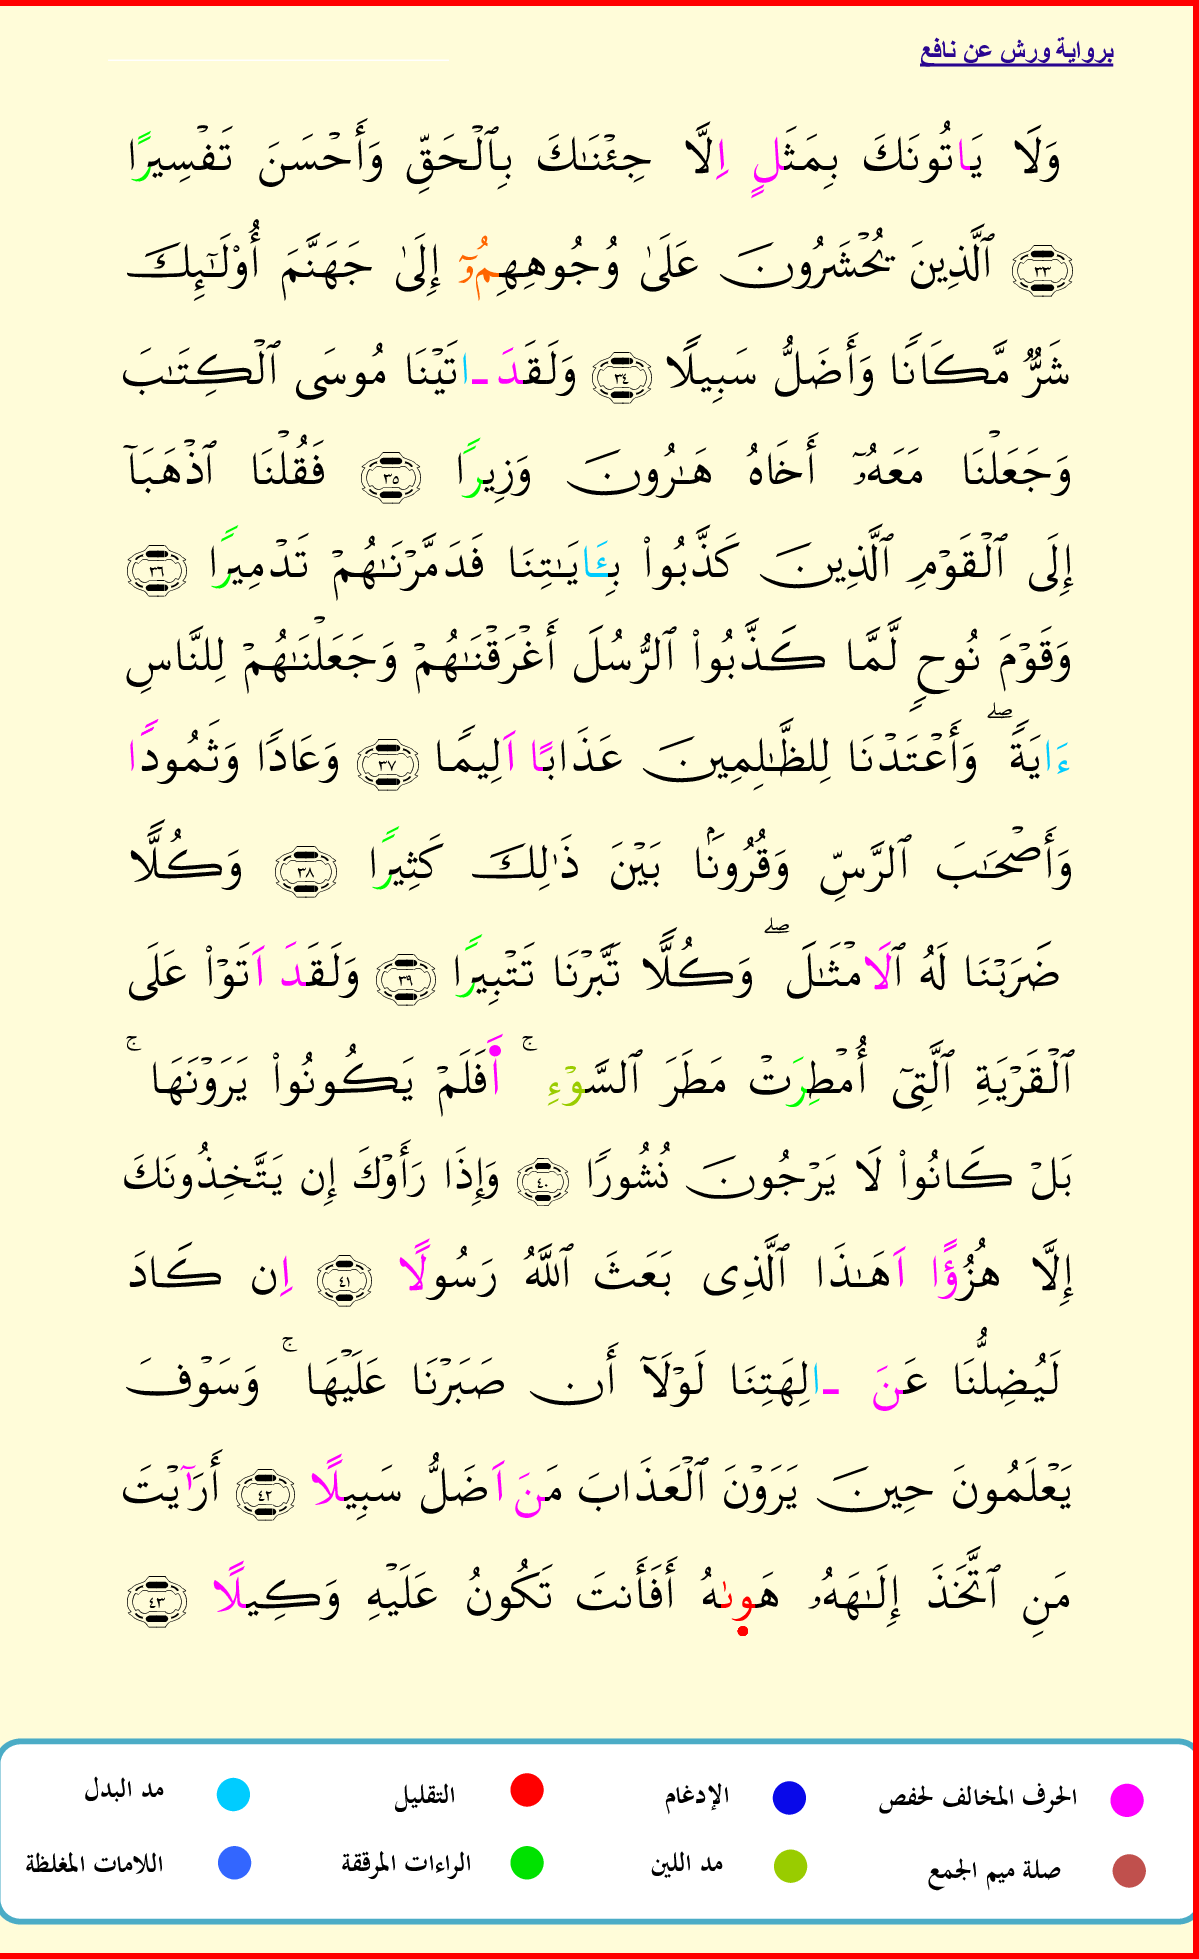 برواية ورش عن نافع
وَلَا يَاتُونَكَ بِمَثَلٍ اِلَّا جِئْنَٰكَ بِالْحَقِّ وَأَحْسَنَ تَفْسِيرًا
٣٣ اَ۬لَّذِينَ يُحْشَرُونَ عَلَىٰ وُجُوهِهِمُۥٓ إِلَىٰ جَهَنَّمَ أُوْلَٰٓئِكَ
شَرٌّ مَّكَانًا وَأَضَلُّ سَبِيلًا ٣٤ وَلَقَدَ ـاتَيْنَا مُوسَى ٱلْكِتَٰبَ
وَجَعَلْنَا مَعَهُۥٓ أَخَاهُ هَٰرُونَ وَزِيرًا ٣٥ فَقُلْنَا ٱذْهَبَآ
إِلَى ٱلْقَوْمِ ٱلَّذِينَ كَذَّبُواْ بِـَٔايَٰتِنَا فَدَمَّرْنَٰهُمْ تَدْمِيرًا ٣٦
وَقَوْمَ نُوحٍ لَّمَّا كَذَّبُواْ ٱلرُّسُلَ أَغْرَقْنَٰهُمْ وَجَعَلْنَٰهُمْ لِلنَّاسِ
ءَايَةً ۖ وَأَعْتَدْنَا لِلظَّٰلِمِينَ عَذَابًا اَلِيمًا ٣٧ وَعَادًا وَثَمُودًا
وَأَصْحَٰبَ ٱلرَّسِّ وَقُرُونًۢا بَيْنَ ذَٰلِكَ كَثِيرًا ٣٨ وَكُلًّا
ضَرَبْنَا لَهُ ٱلَامْثَٰلَ ۖ وَكُلًّا تَبَّرْنَا تَتْبِيرًا ٣٩ وَلَقَدَ اَتَوْاْ عَلَى
ٱلْقَرْيَةِ ٱلَّتِىٓ أُمْطِرَتْ مَطَرَ ٱلسَّوْءِ ۚ أَفَلَمْ يَكُونُواْ يَرَوْنَهَا ۚ
بَلْ كَانُواْ لَا يَرْجُونَ نُشُورًا ٤٠ وَإِذَا رَأَوْكَ إِن يَتَّخِذُونَكَ
إِلَّا هُزُؤًا اَهَٰذَا ٱلَّذِى بَعَثَ ٱللَّهُ رَسُولًا ٤١ اِن كَادَ
لَيُضِلُّنَا عَنَ ـالِهَتِنَا لَوْلَآ أَن صَبَرْنَا عَلَيْهَا ۚ وَسَوْفَ
يَعْلَمُونَ حِينَ يَرَوْنَ ٱلْعَذَابَ مَنَ اَضَلُّ سَبِيلًا ٤٢ أَرَآيْتَ
مَنِ ٱتَّخَذَ إِلَٰهَهُۥ هَوىٰهُ أَفَأَنتَ تَكُونُ عَلَيْهِ وَكِيلًا ٤٣
الحرف المخالف لحفص الإدغام التقليل مد البدل
صلة ميم الجمع مد اللين الراءات المرققة اللامات المغلظة